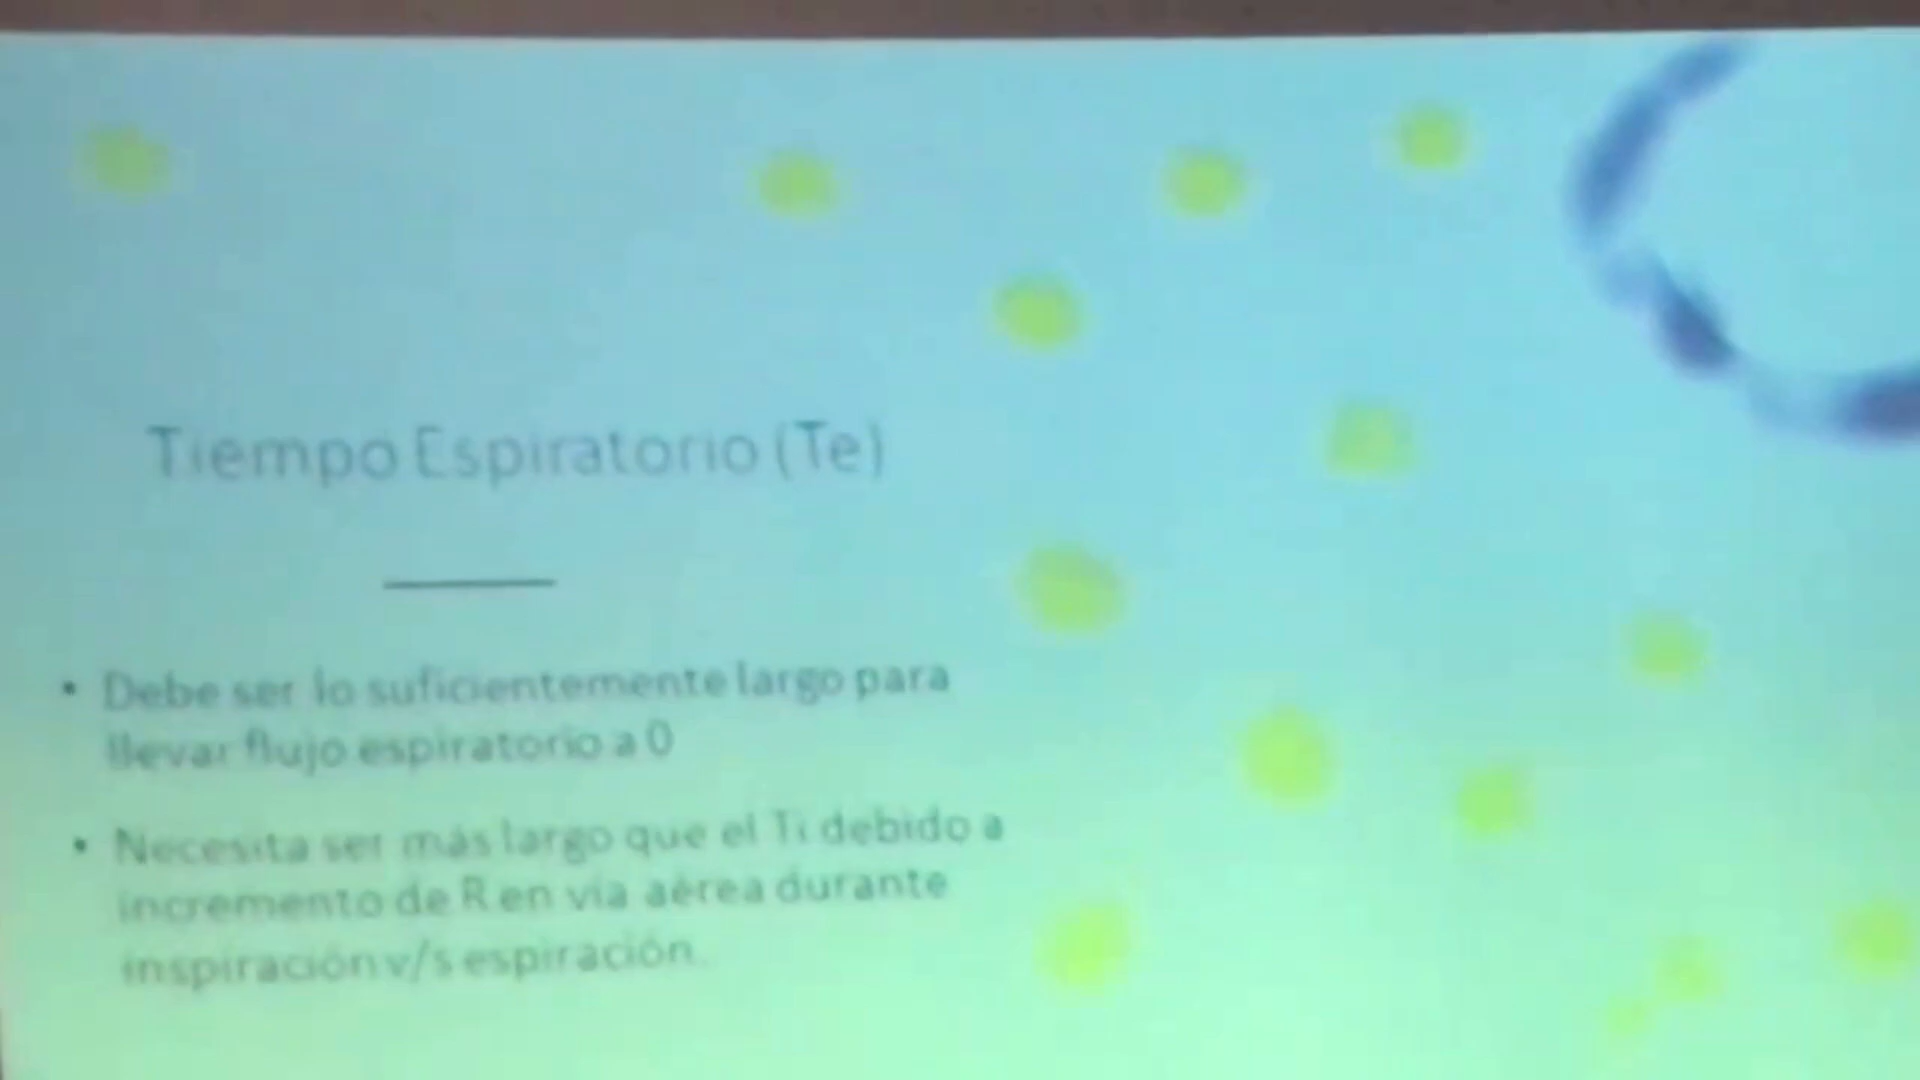 Tiempo Espiratorio (Te)
• Debe ser lo suficientemente largo para
llevar flujo espiratorio a 0
• Necesita ser más largo que el Ti debido a
incremento de R en vía aérea durante
inspiración v/s espiración.